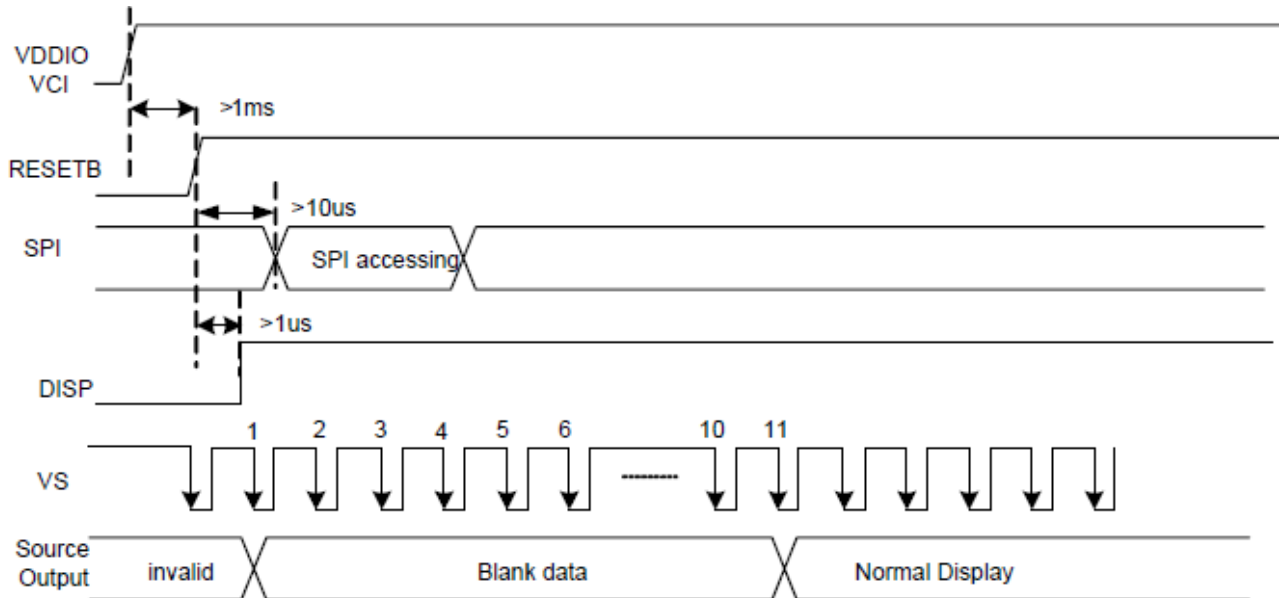 VDDIO
VCI
>1ms
RESETB
>10us
SPI
SPI accessing
>1us
DISP
1 2 3 4 5 6 10 11
VS
Source
Output
invalid
Blank data
Normal Display